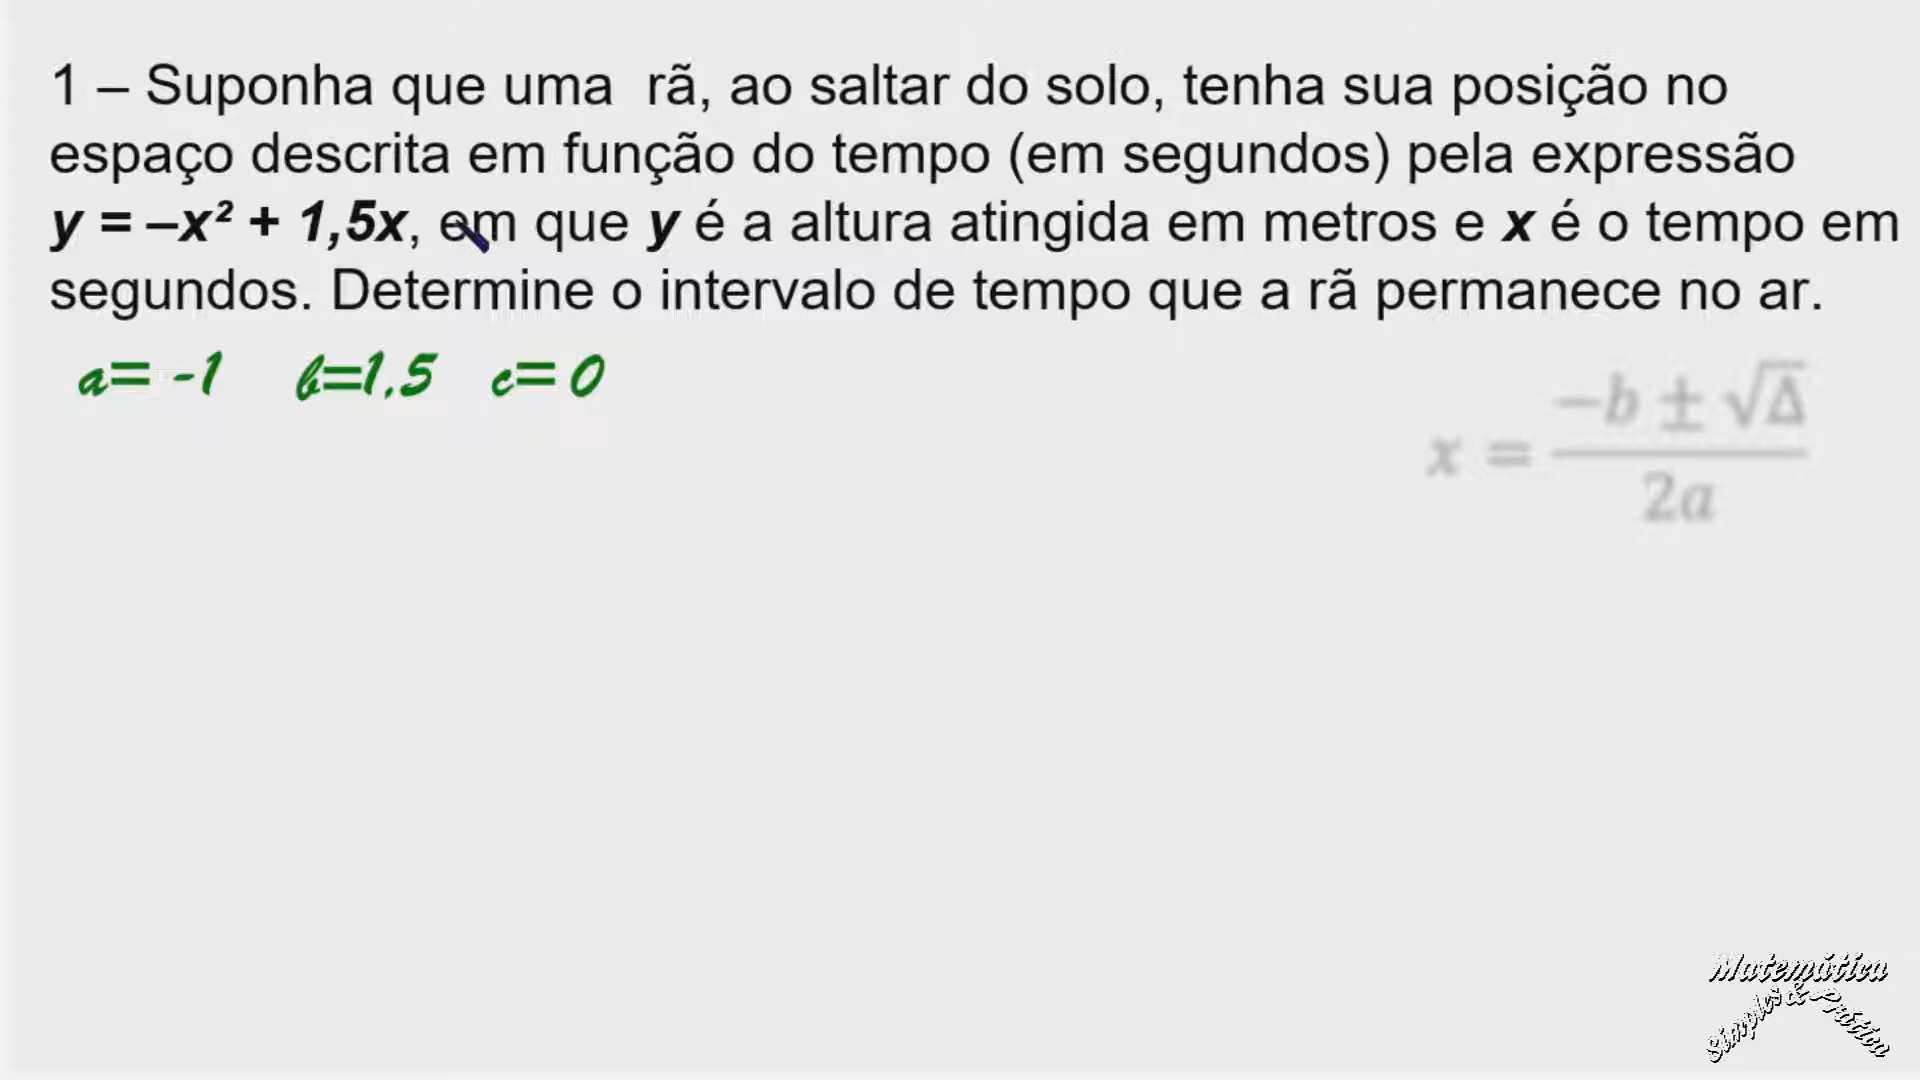 1 – Suponha que uma rã, ao saltar do solo, tenha sua posição no
espaço descrita em função do tempo (em segundos) pela expressão
y = –x² + 1,5x, em que y é a altura atingida em metros e x é o tempo em
segundos. Determine o intervalo de tempo que a rã permanece no ar.
a= -1 b=1,5 c= 0
x = (−b ± √Δ) / 2a
Matemática
Simples & Prática